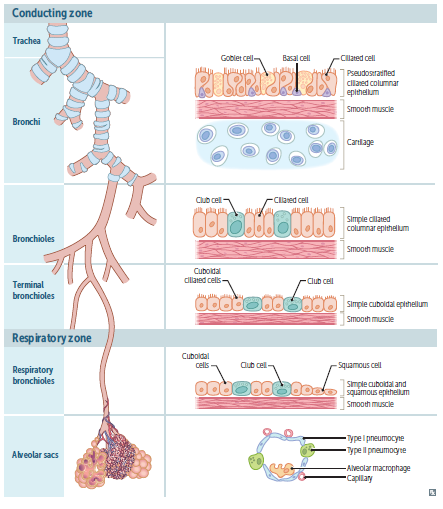 Conducting zone
Trachea
Goblet cell
Basal cell
Ciliated cell
Pseudostratified
ciliated columnar
epithelium
Smooth muscle
Bronchi
Cartilage
Club cell
Ciliated cell
Simple ciliated
columnar epithelium
Bronchioles
Smooth muscle
Cuboidal
ciliated cells
Club cell
Terminal
bronchioles
Simple cuboidal epithelium
Smooth muscle
Respiratory zone
Cuboidal
cells
Club cell
Squamous cell
Respiratory
bronchioles
Simple cuboidal and
squamous epithelium
Smooth muscle
Type I pneumocyte
Type II pneumocyte
Alveolar sacs
Alveolar macrophage
Capillary